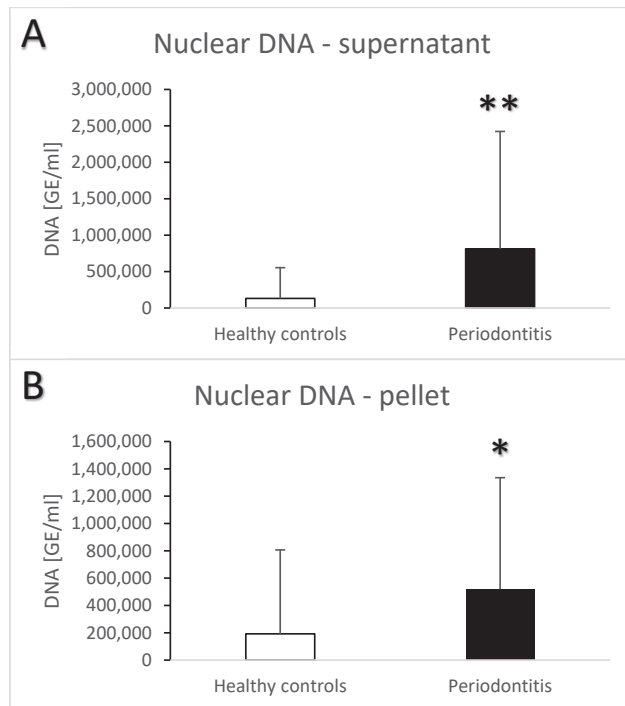 A
Nuclear DNA - supernatant
**
DNA [GE/ml]
3,000,000
2,500,000
2,000,000
1,500,000
1,000,000
500,000
0
Healthy controls Periodontitis
B
Nuclear DNA - pellet
*
DNA [GE/ml]
1,600,000
1,400,000
1,200,000
1,000,000
800,000
600,000
400,000
200,000
0
Healthy controls Periodontitis